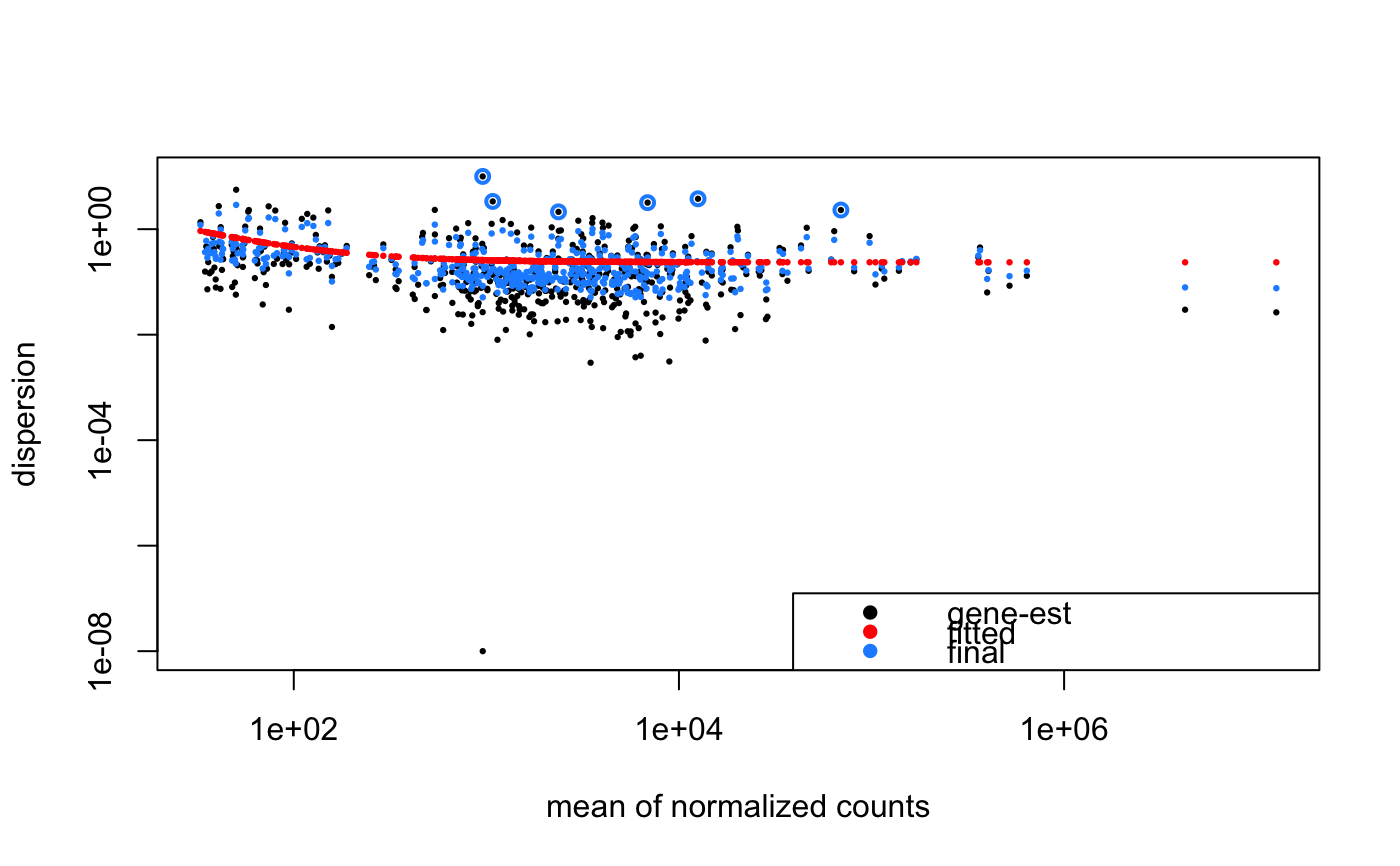 dispersion
1e+00
1e-04
1e-08
gene-est
fitted
final
1e+02
1e+04
1e+06
mean of normalized counts